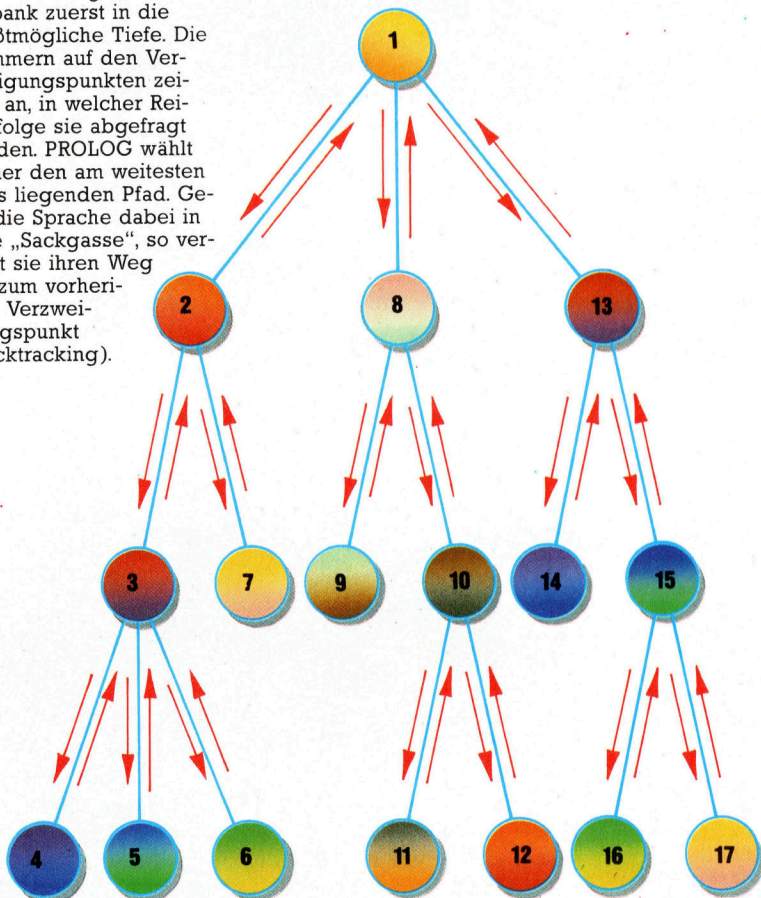 bank zuerst in die
ßtmögliche Tiefe. Die
mmern auf den Ver-
igungspunkten zei-
an, in welcher Rei-
folge sie abgefragt
den. PROLOG wählt
er den am weitesten
s liegenden Pfad. Ge-
die Sprache dabei in
e „Sackgasse“, so ver-
t sie ihren Weg
zum vorheri-
Verzwei-
gspunkt
cktracking).
1
2 8 13
3 7 9 10 14 15
4 5 6 11 12 16 17